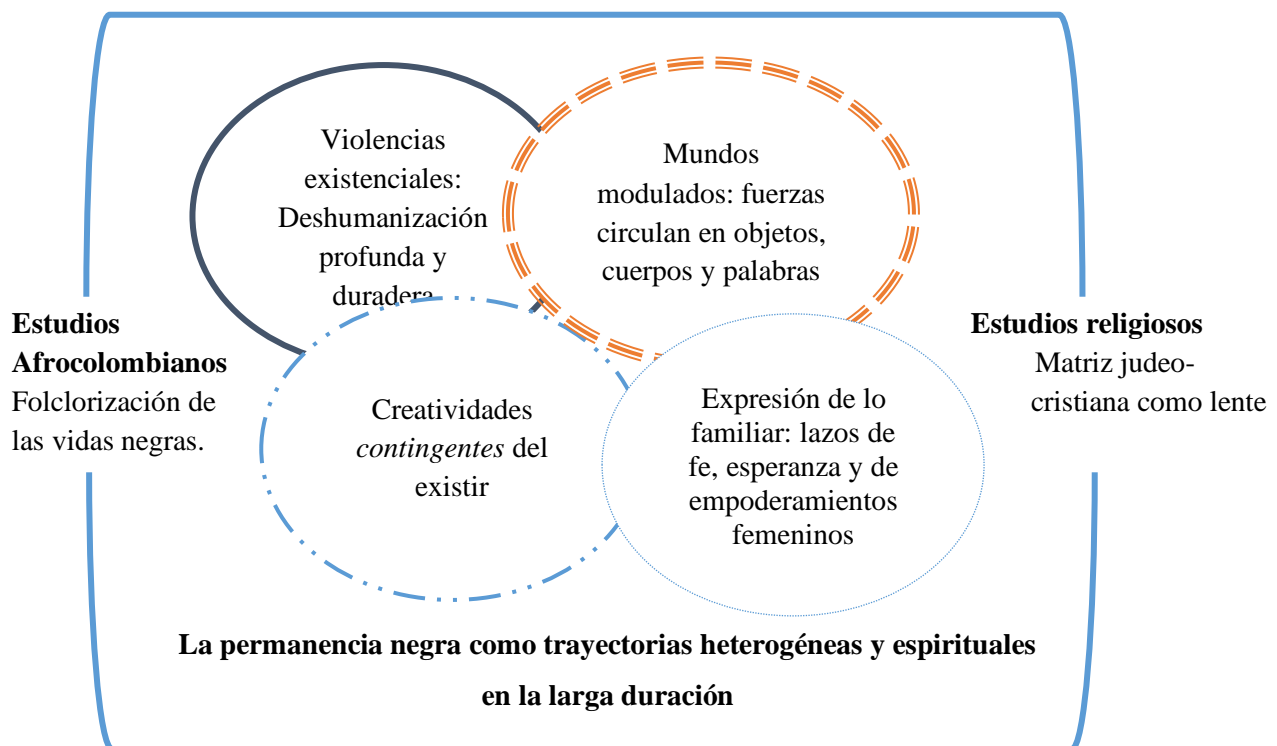 Violencias
existenciales:
Deshumanización
profunda y
duradera
Mundos
modulados: fuerzas
circulan en objetos,
cuerpos y palabras
Estudios
Afrocolombianos
Folclorización de
las vidas negras.
Creatividades
contingentes del
existir
Expresión de lo
familiar: lazos de
fe, esperanza y de
empoderamientos
femeninos
Estudios religiosos
Matriz judeo-
cristiana como lente
La permanencia negra como trayectorias heterogéneas y espirituales
en la larga duración